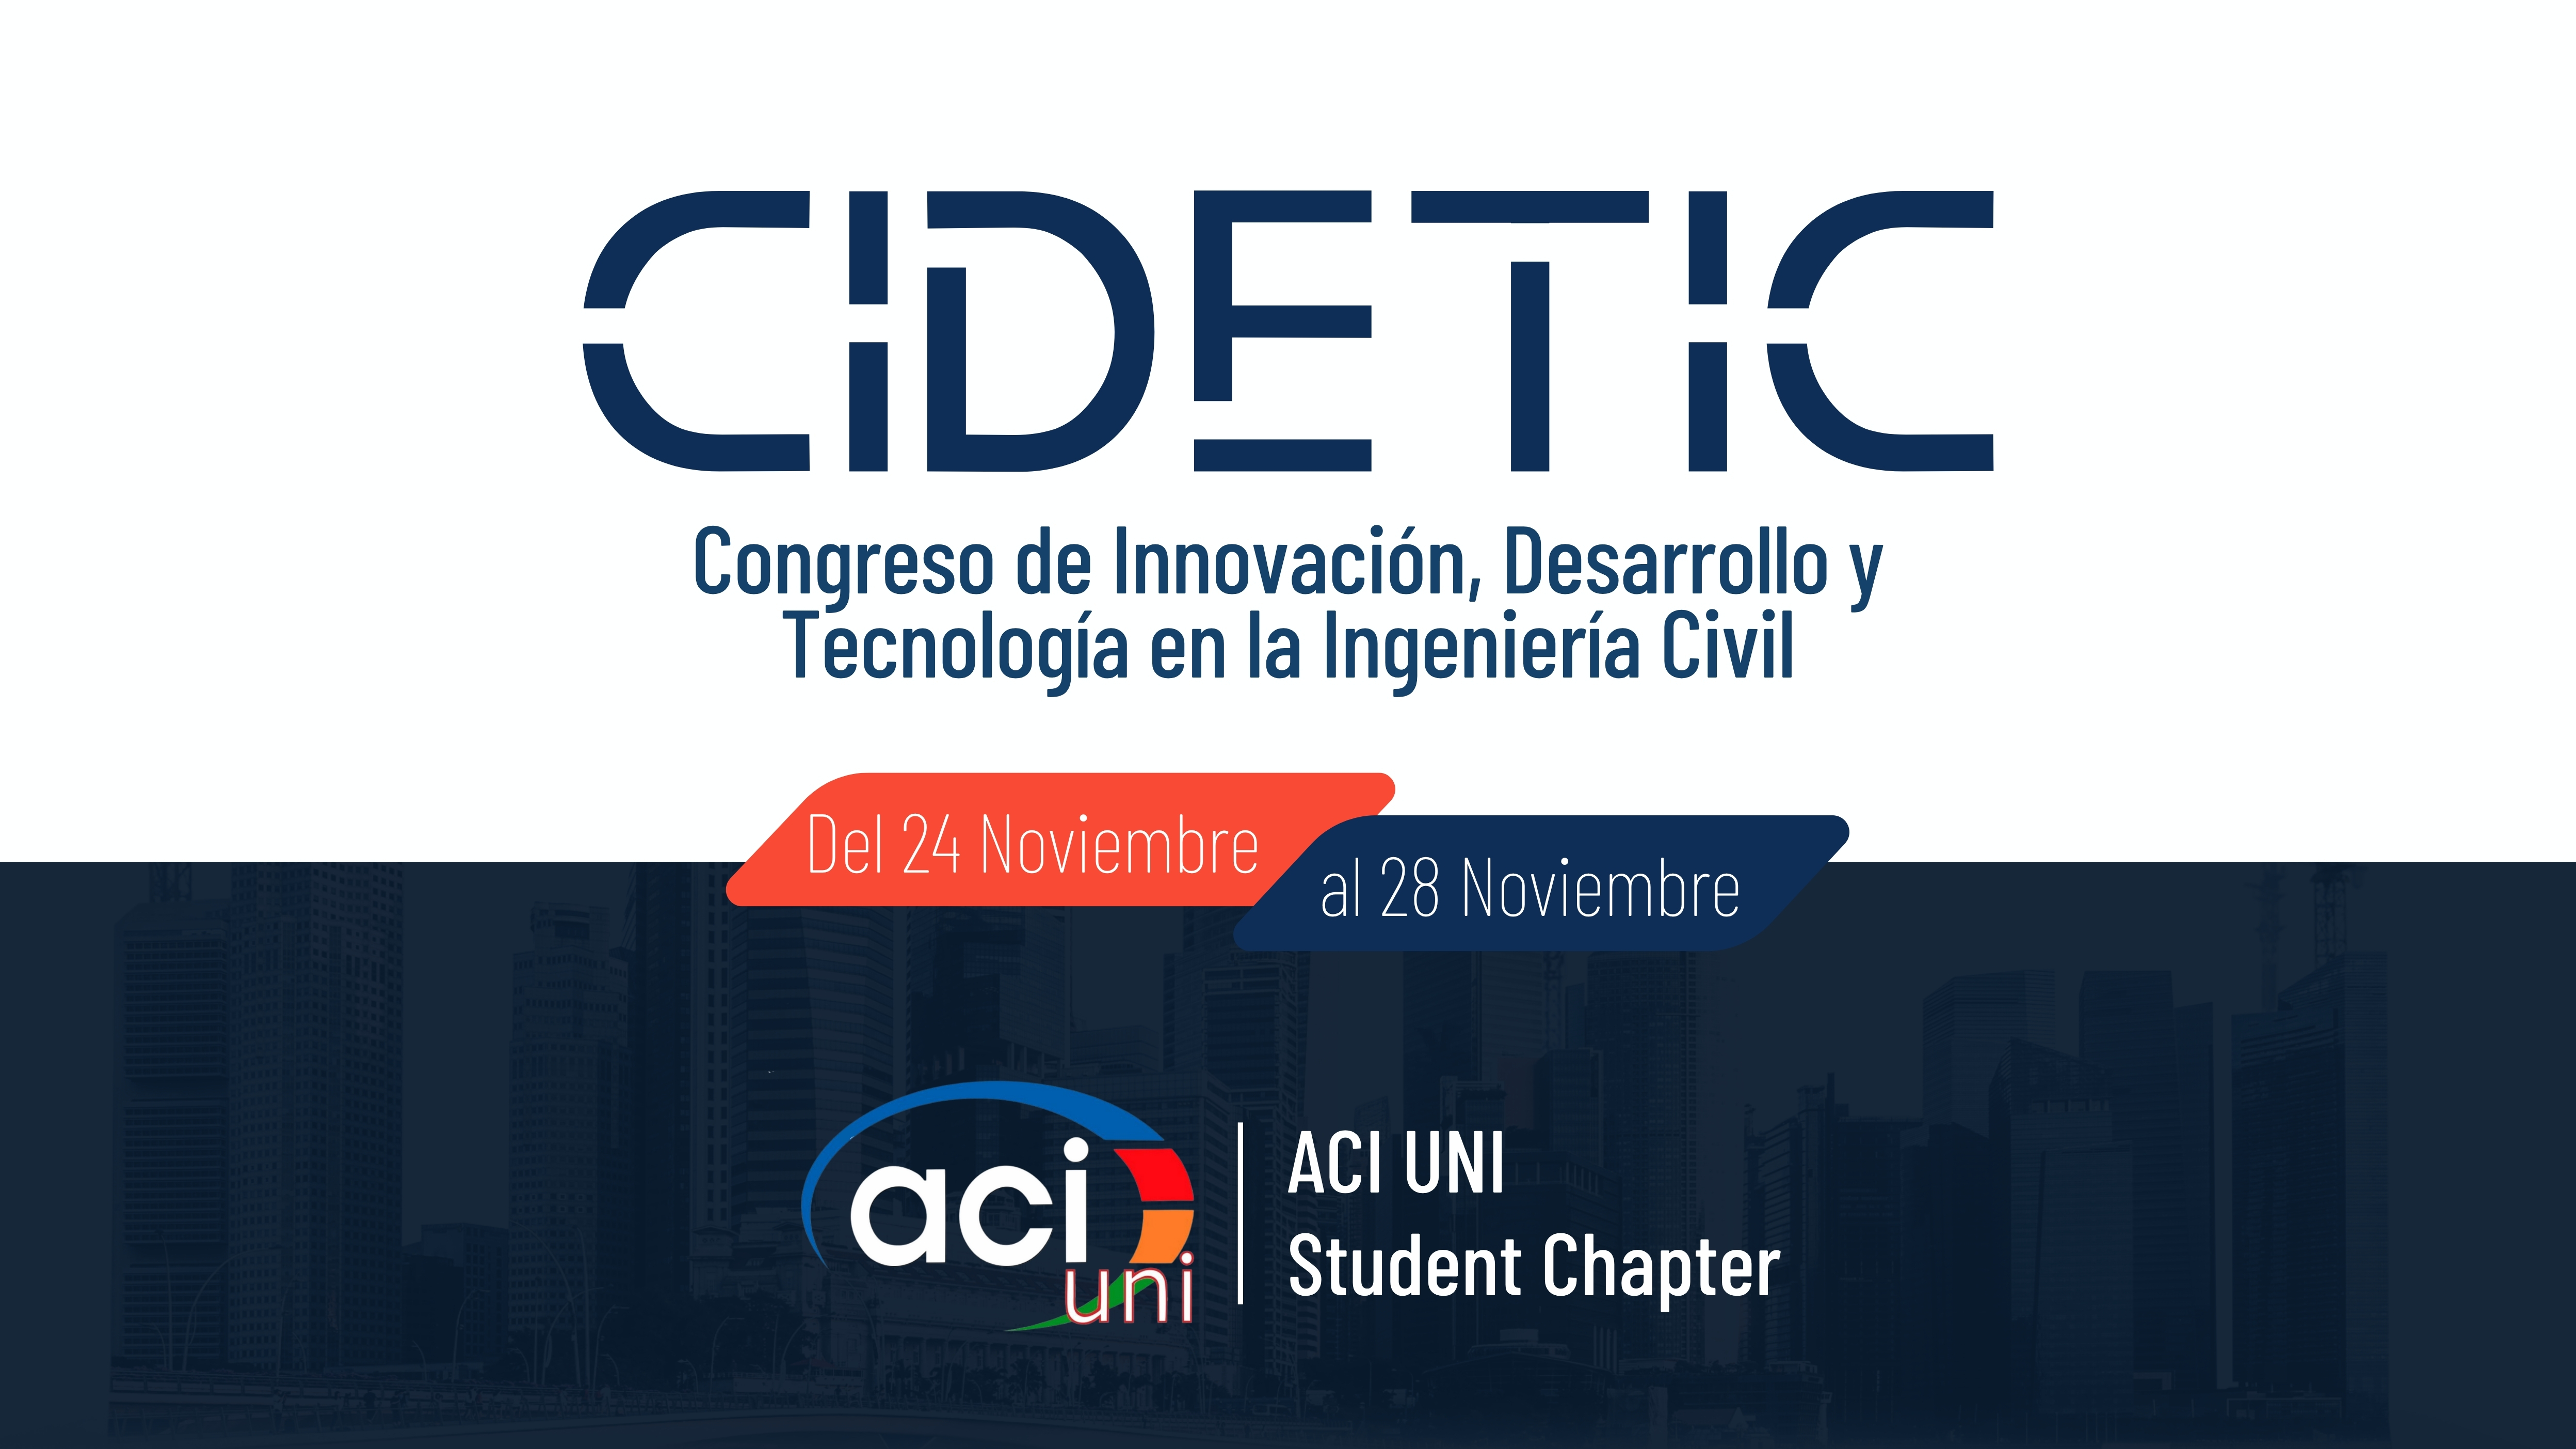 CIDETIC
Congreso de Innovación, Desarrollo y
Tecnología en la Ingeniería Civil
Del 24 Noviembre
al 28 Noviembre
aci
uni
ACI UNI
Student Chapter